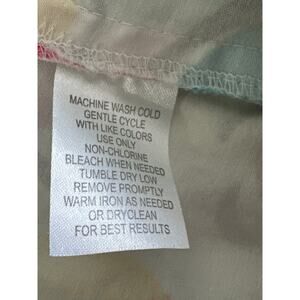 MACHINE WASH COLD
GENTLE CYCLE
WITH LIKE COLORS
USE ONLY
NON-CHLORINE
BLEACH WHEN NEEDED
TUMBLE DRY LOW
REMOVE PROMPTLY
WARM IRON AS NEEDED
OR DRYCLEAN
FOR BEST RESULTS